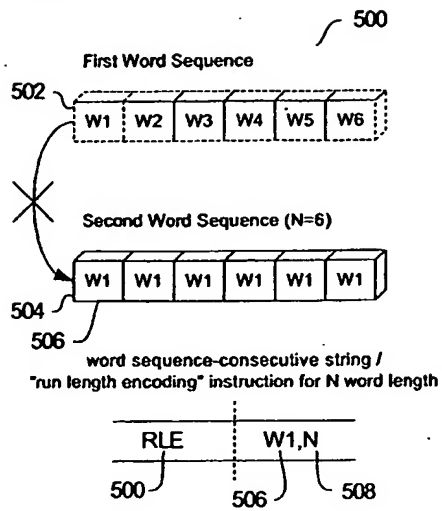 500
First Word Sequence
502
W1 W2 W3 W4 W5 W6
Second Word Sequence (N=6)
W1 W1 W1 W1 W1 W1
504
506
word sequence-consecutive string /
"run length encoding" instruction for N word length
RLE W1,N
500 506 508